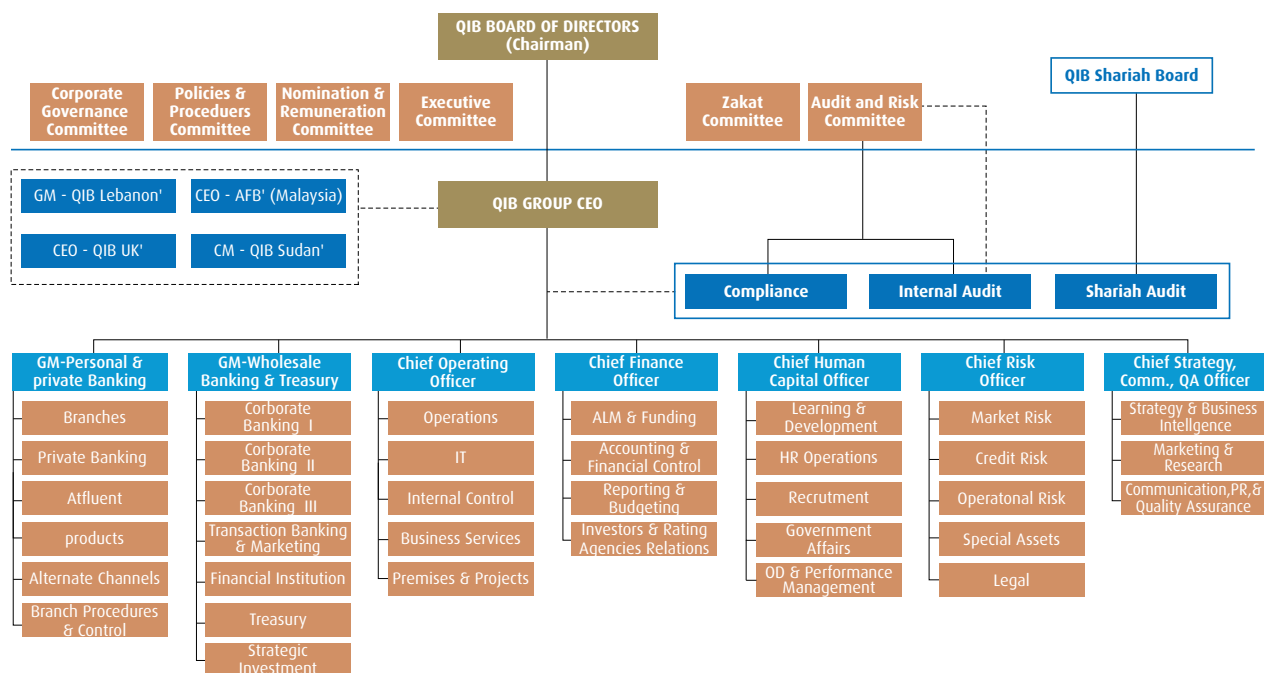 QIB BOARD OF DIRECTORS
(Chairman)
QIB Shariah Board
Corporate
Governance
Committee
Policies &
Proceduers
Committee
Nomination &
Remuneration
Committee
Executive
Committee
Zakat
Committee
Audit and Risk
Committee
GM - QIB Lebanon'
CEO - AFB' (Malaysia)
CEO - QIB UK'
CM - QIB Sudan'
QIB GROUP CEO
Compliance
Internal Audit
Shariah Audit
GM-Personal &
private Banking
Branches
Private Banking
Atfluent
products
Alternate Channels
Branch Procedures
& Control
GM-Wholesale
Banking & Treasury
Corborate
Banking I
Corborate
Banking II
Corborate
Banking III
Transaction Banking
& Marketing
Financial Institution
Treasury
Strategic
Investment
Chief Operating
Officer
Operations
IT
Internal Control
Business Services
Premises & Projects
Chief Finance
Officer
ALM & Funding
Accounting &
Financial Control
Reporting &
Budgeting
Investors & Rating
Agencies Relations
Chief Human
Capital Officer
Learning &
Development
HR Operations
Recrutment
Government
Affairs
OD & Performance
Management
Chief Risk
Officer
Market Risk
Credit Risk
Operatonal Risk
Special Assets
Legal
Chief Strategy,
Comm., QA Officer
Strategy & Business
Intellgence
Marketing &
Research
Communication,PR,&
Quality Assurance